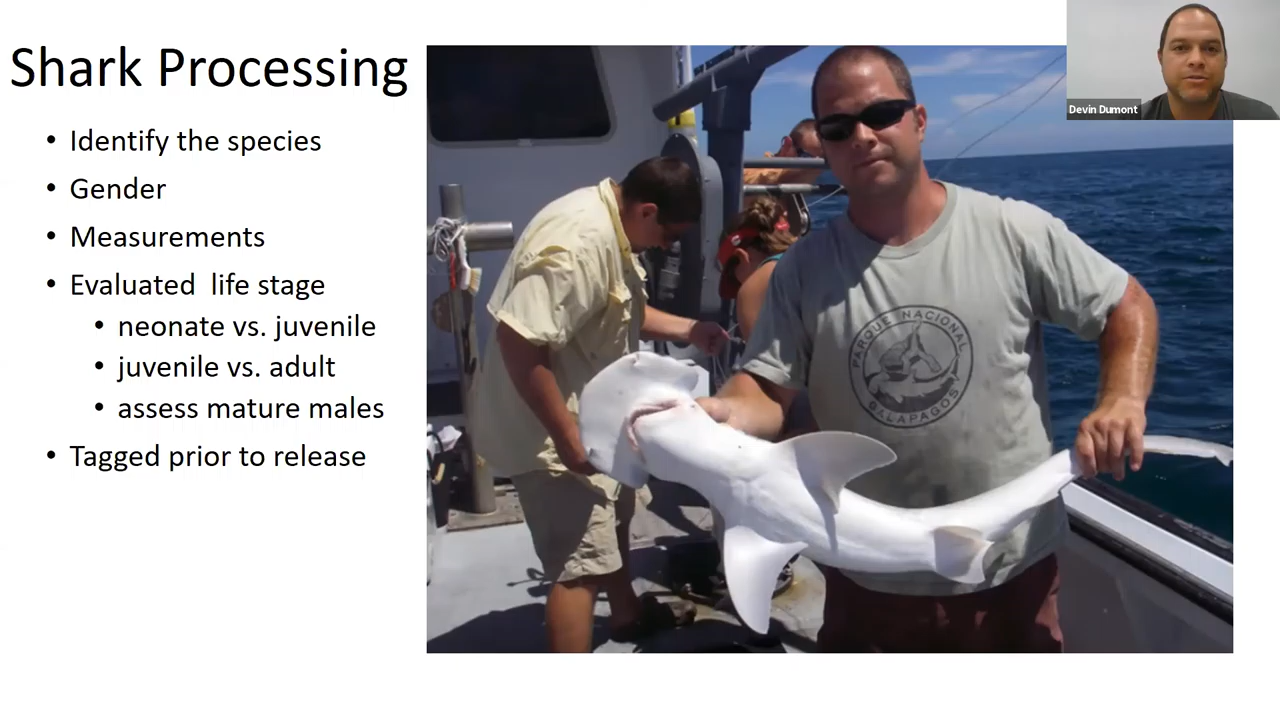 Shark Processing
• Identify the species
• Gender
• Measurements
• Evaluated  life stage
• neonate vs. juvenile
• juvenile vs. adult
• assess mature males
• Tagged prior to release
PARQUE NACIONAL
GALAPAGOS
Devin Dumont